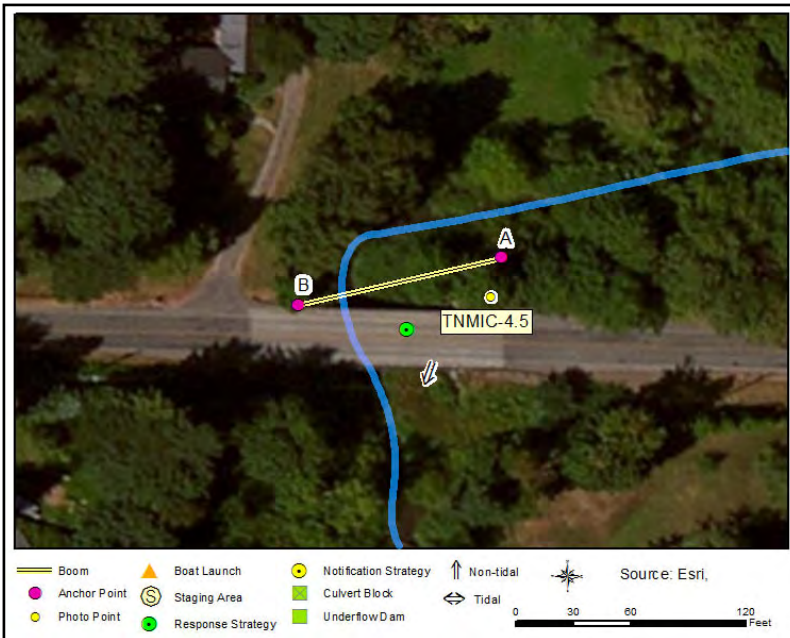 A
B
TNMIC-4.5
Boom
Boat Launch
Notification Strategy
Non-tidal
Source: Esri,
Anchor Point
S
Staging Area
Culvert Block
Tidal
Photo Point
Response Strategy
Underflow Dam
0 30 60 120
Feet